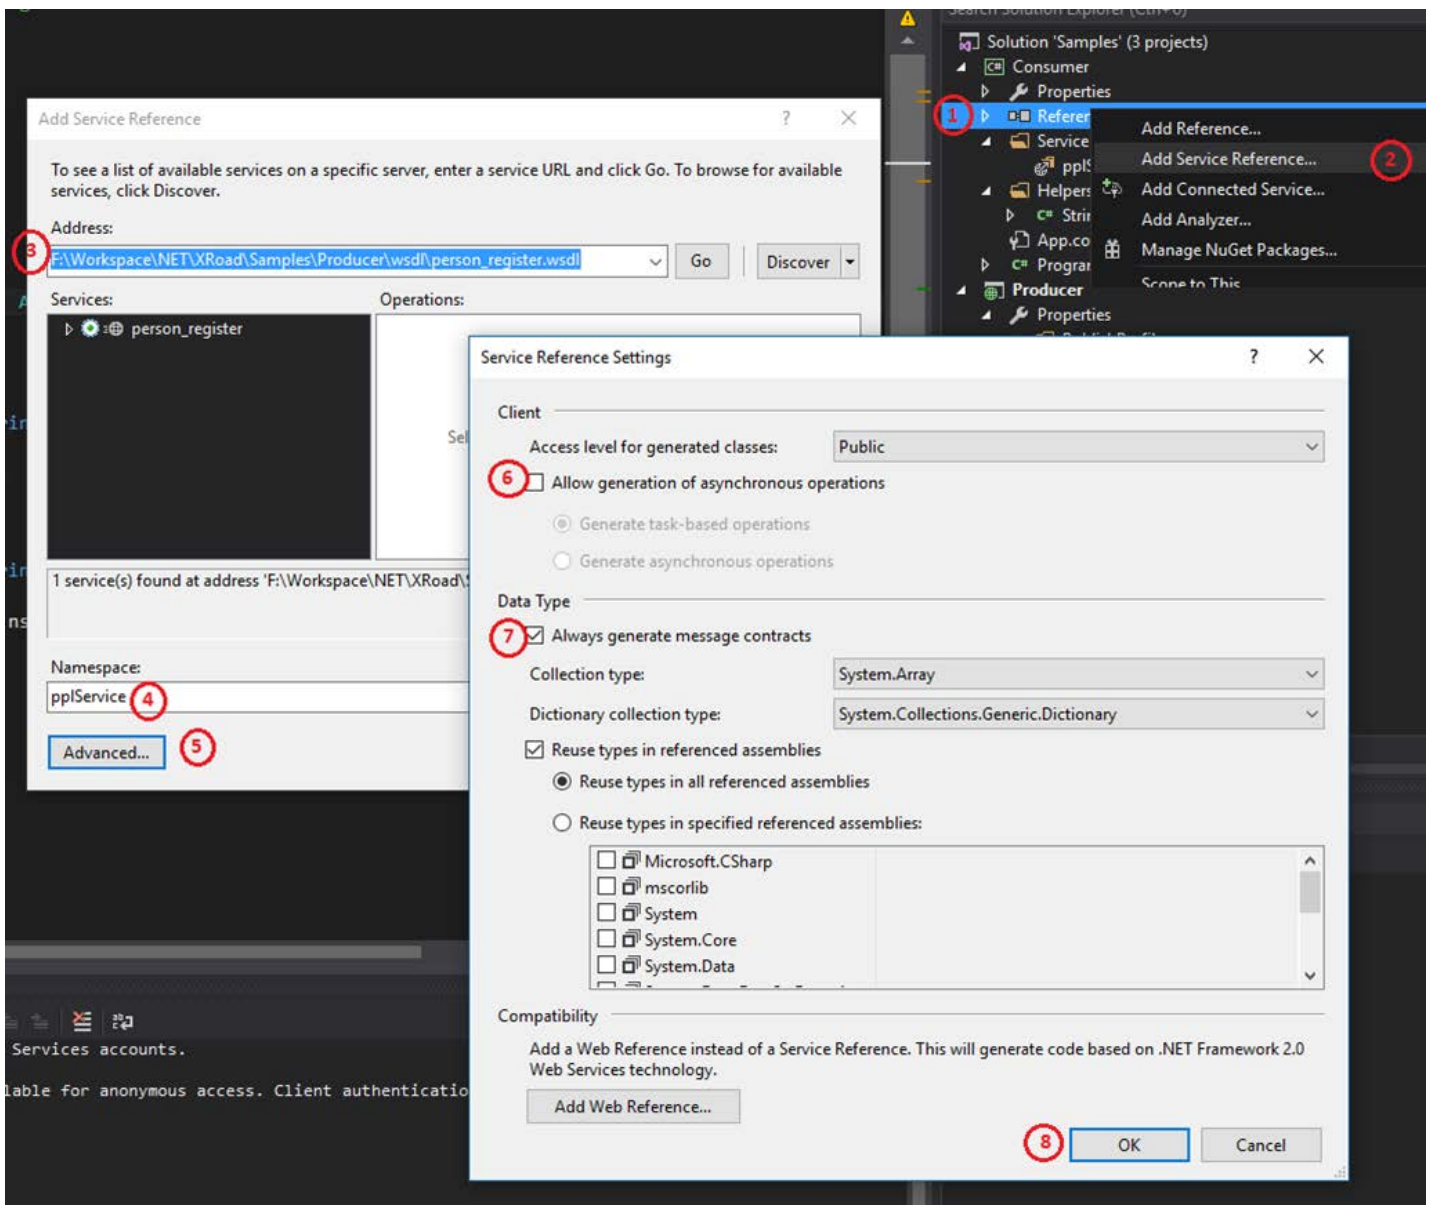 Search Solution Explorer (Ctrl+ü)
Solution 'Samples' (3 projects)
C# Consumer
Properties
1 Referen
Service
pplS
Helpers
C# Strin
App.co
C# Program
Producer
Properties
Add Reference...
Add Service Reference... 2
Add Connected Service...
Add Analyzer...
Manage NuGet Packages...
Scope to This
Add Service Reference ?
To see a list of available services on a specific server, enter a service URL and click Go. To browse for available
services, click Discover.
Address:
3 F:\Workspace\NET\XRoad\Samples\Producer\wsdl\person_register.wsdl Go Discover
Services: Operations:
person_register
Sel
1 service(s) found at address 'F:\Workspace\NET\XRoad\S
Namespace:
pplService 4
Advanced... 5
Service Reference Settings ?
Client
Access level for generated classes: Public
6 Allow generation of asynchronous operations
Generate task-based operations
Generate asynchronous operations
Data Type
7 Always generate message contracts
Collection type: System.Array
Dictionary collection type: System.Collections.Generic.Dictionary
Reuse types in referenced assemblies
Reuse types in all referenced assemblies
Reuse types in specified referenced assemblies:
Microsoft.CSharp
mscorlib
System
System.Core
System.Data
Compatibility
Add a Web Reference instead of a Service Reference. This will generate code based on .NET Framework 2.0
Web Services technology.
Add Web Reference...
8 OK Cancel
Services accounts.
lable for anonymous access. Client authenticatio